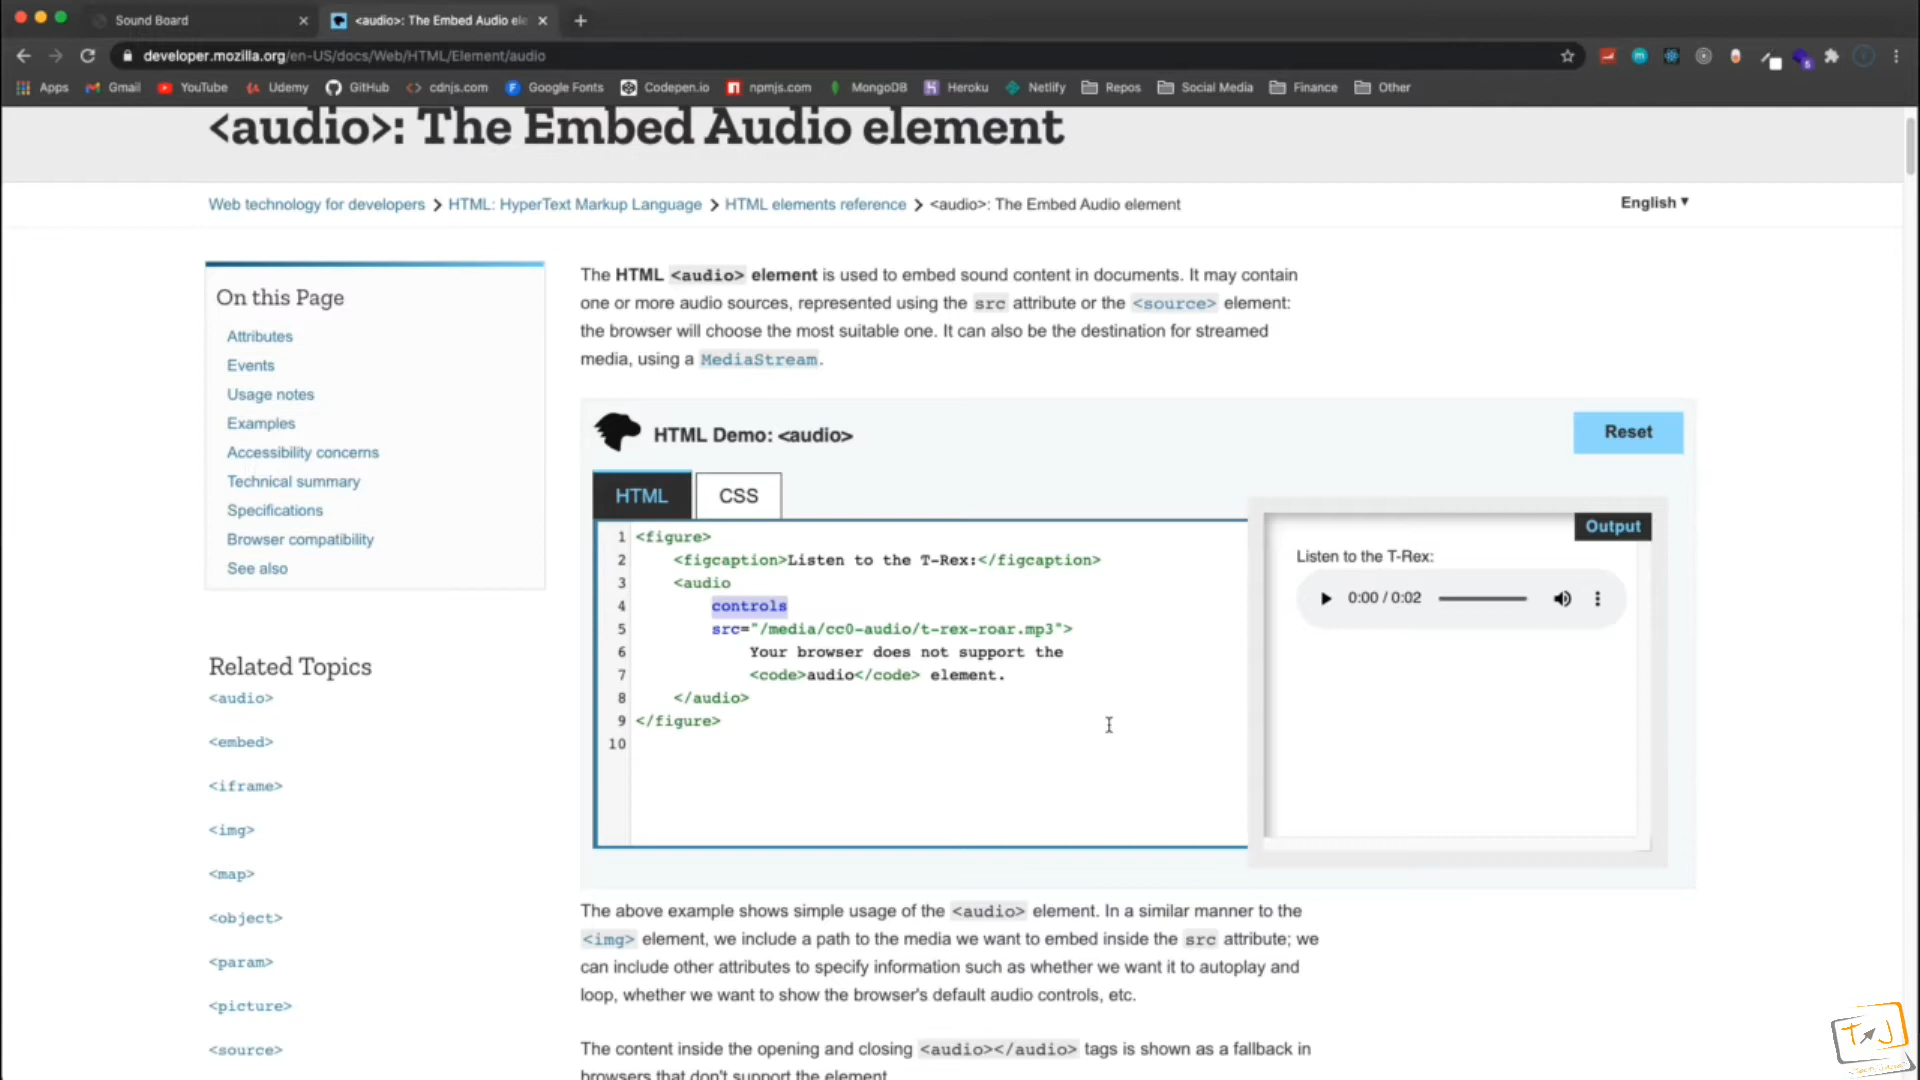 Sound Board
<audio>: The Embed Audio ele
developer.mozilla.org/en-US/docs/Web/HTML/Element/audio
Apps Gmail YouTube Udemy GitHub cdnjs.com Google Fonts Codepen.io npmjs.com MongoDB Heroku Netlify Repos Social Media Finance Other
<audio>: The Embed Audio element
Web technology for developers > HTML: HyperText Markup Language > HTML elements reference > <audio>: The Embed Audio element
English ▼
On this Page
Attributes
Events
Usage notes
Examples
Accessibility concerns
Technical summary
Specifications
Browser compatibility
See also
Related Topics
<audio>
<embed>
<iframe>
<img>
<map>
<object>
<param>
<picture>
<source>
The HTML <audio> element is used to embed sound content in documents. It may contain
one or more audio sources, represented using the src attribute or the <source> element:
the browser will choose the most suitable one. It can also be the destination for streamed
media, using a MediaStream.
HTML Demo: <audio>
Reset
HTML CSS
1 <figure>
2 <figcaption>Listen to the T-Rex:</figcaption>
3 <audio
4 controls
5 src="/media/cc0-audio/t-rex-roar.mp3">
6 Your browser does not support the
7 <code>audio</code> element.
8 </audio>
9 </figure>
10
Output
Listen to the T-Rex:
0:00 / 0:02
The above example shows simple usage of the <audio> element. In a similar manner to the
<img> element, we include a path to the media we want to embed inside the src attribute; we
can include other attributes to specify information such as whether we want it to autoplay and
loop, whether we want to show the browser's default audio controls, etc.
The content inside the opening and closing <audio></audio> tags is shown as a fallback in
browsers that don't support the element.